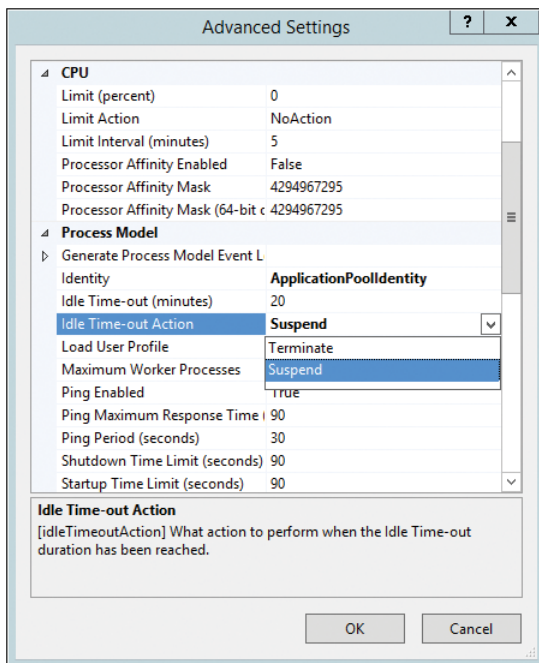 Advanced Settings
? x
CPU
Limit (percent) 0
Limit Action NoAction
Limit Interval (minutes) 5
Processor Affinity Enabled False
Processor Affinity Mask 4294967295
Processor Affinity Mask (64-bit 4294967295
Process Model
Generate Process Model Event L
Identity ApplicationPoolIdentity
Idle Time-out (minutes) 20
Idle Time-out Action Suspend
Load User Profile Terminate
Maximum Worker Processes Suspend
Ping Enabled True
Ping Maximum Response Time ( 90
Ping Period (seconds) 30
Shutdown Time Limit (seconds) 90
Startup Time Limit (seconds) 90
Idle Time-out Action
[idleTimeoutAction] What action to perform when the Idle Time-out
duration has been reached.
OK Cancel